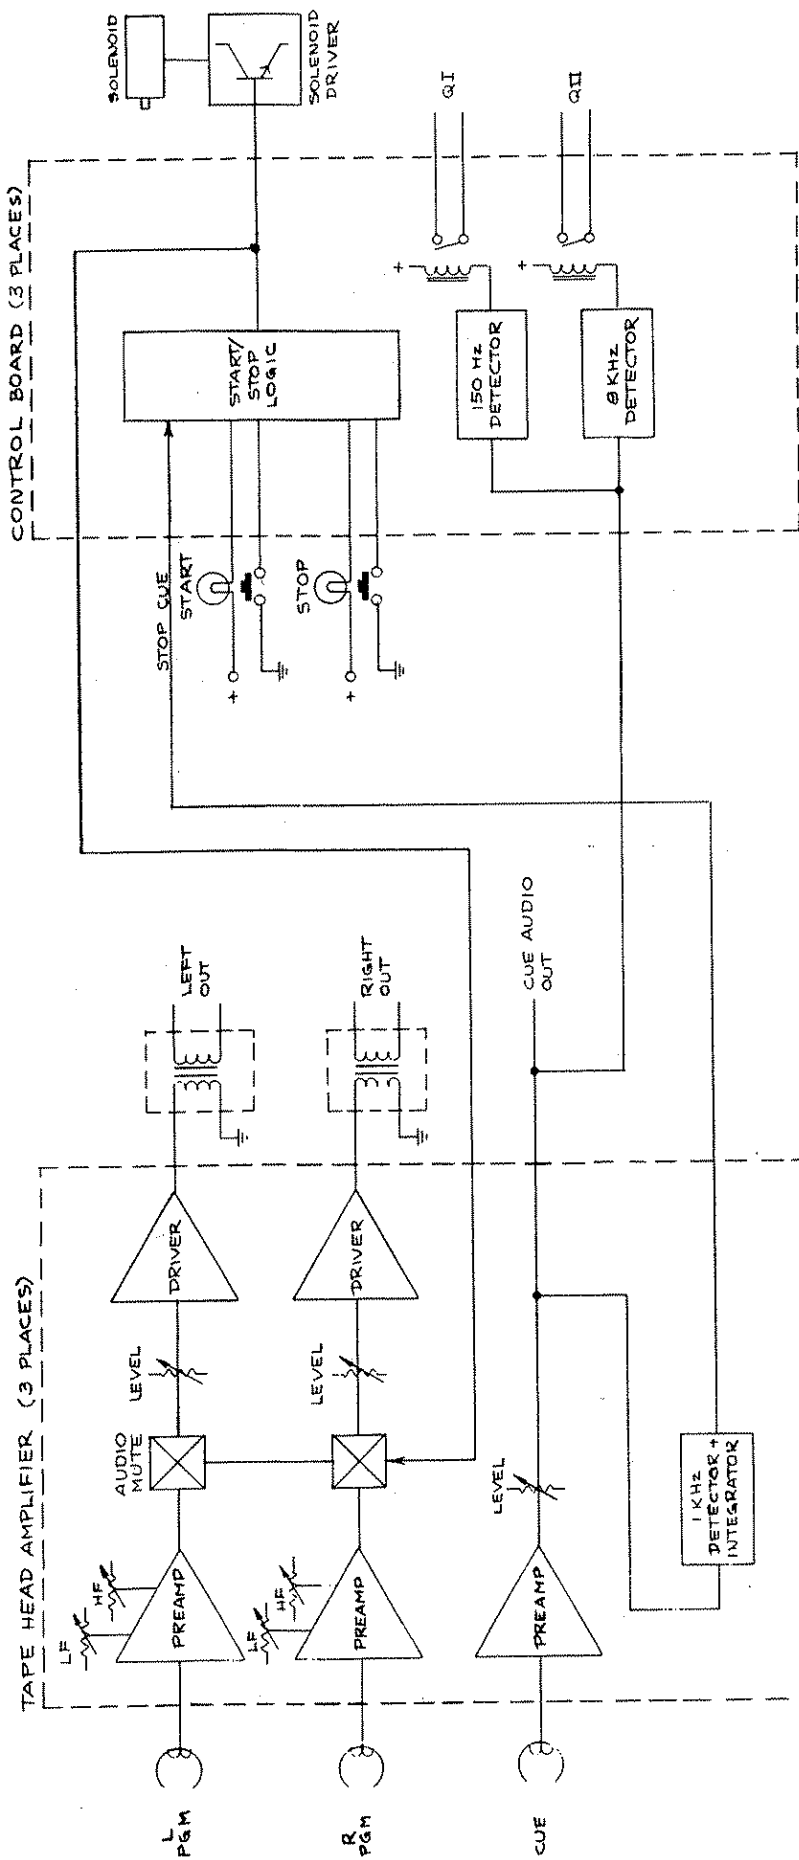 TAPE HEAD AMPLIFIER (3 PLACES)
CONTROL BOARD (3 PLACES)
L
PGM
LF
HF
PREAMP
AUDIO
MUTE
LEVEL
DRIVER
LEFT
OUT
R
PGM
LF
HF
PREAMP
LEVEL
DRIVER
RIGHT
OUT
CUE
PREAMP
LEVEL
CUE AUDIO
OUT
1 KHz
DETECTOR +
INTEGRATOR
STOP CUE
START
+
STOP
+
START/
STOP
LOGIC
SOLENOID
SOLENOID
DRIVER
150 Hz
DETECTOR
+
QI
8 KHz
DETECTOR
+
QII